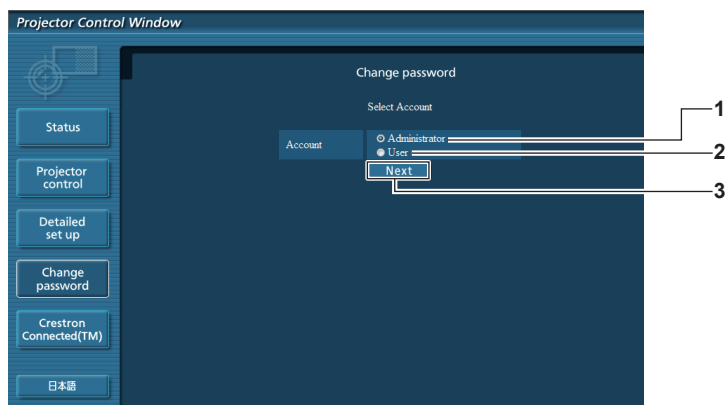 Projector Control Window
Change password
Select Account
1
Status
Account
Administrator
User
2
Next
3
Projector
control
Detailed
set up
Change
password
Crestron
Connected(TM)
日本語